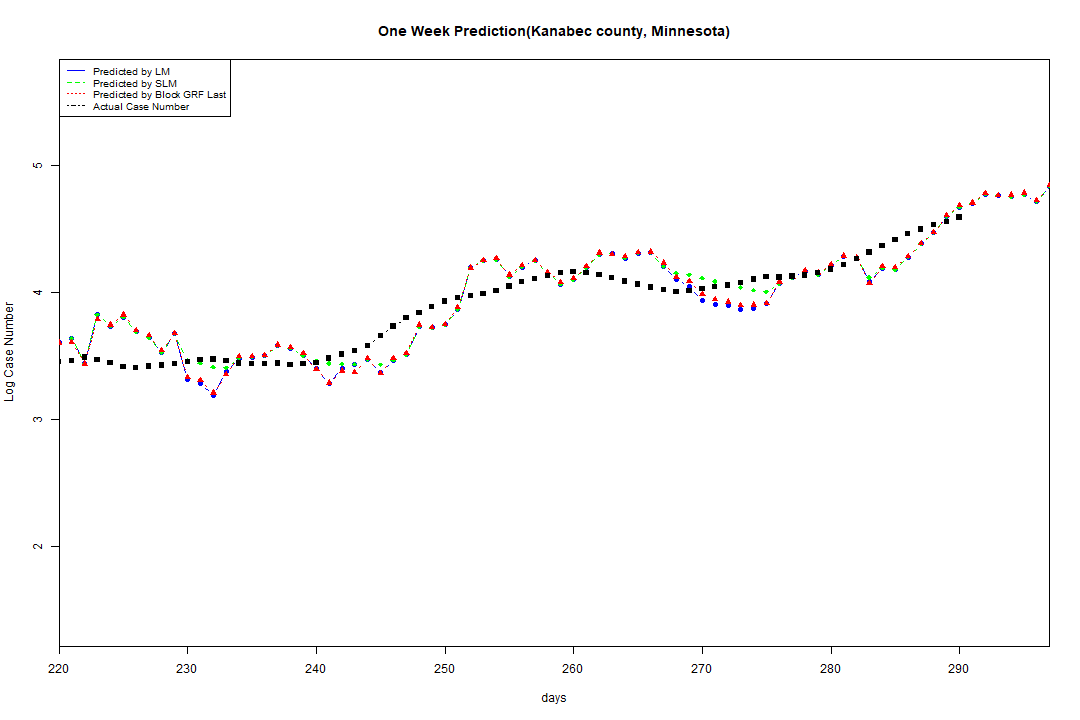 One Week Prediction(Kanabec county, Minnesota)
Predicted by LM
Predicted by SLM
Predicted by Block GRF Last
Actual Case Number
5
4
3
2
Log Case Number
220 230 240 250 260 270 280 290
days